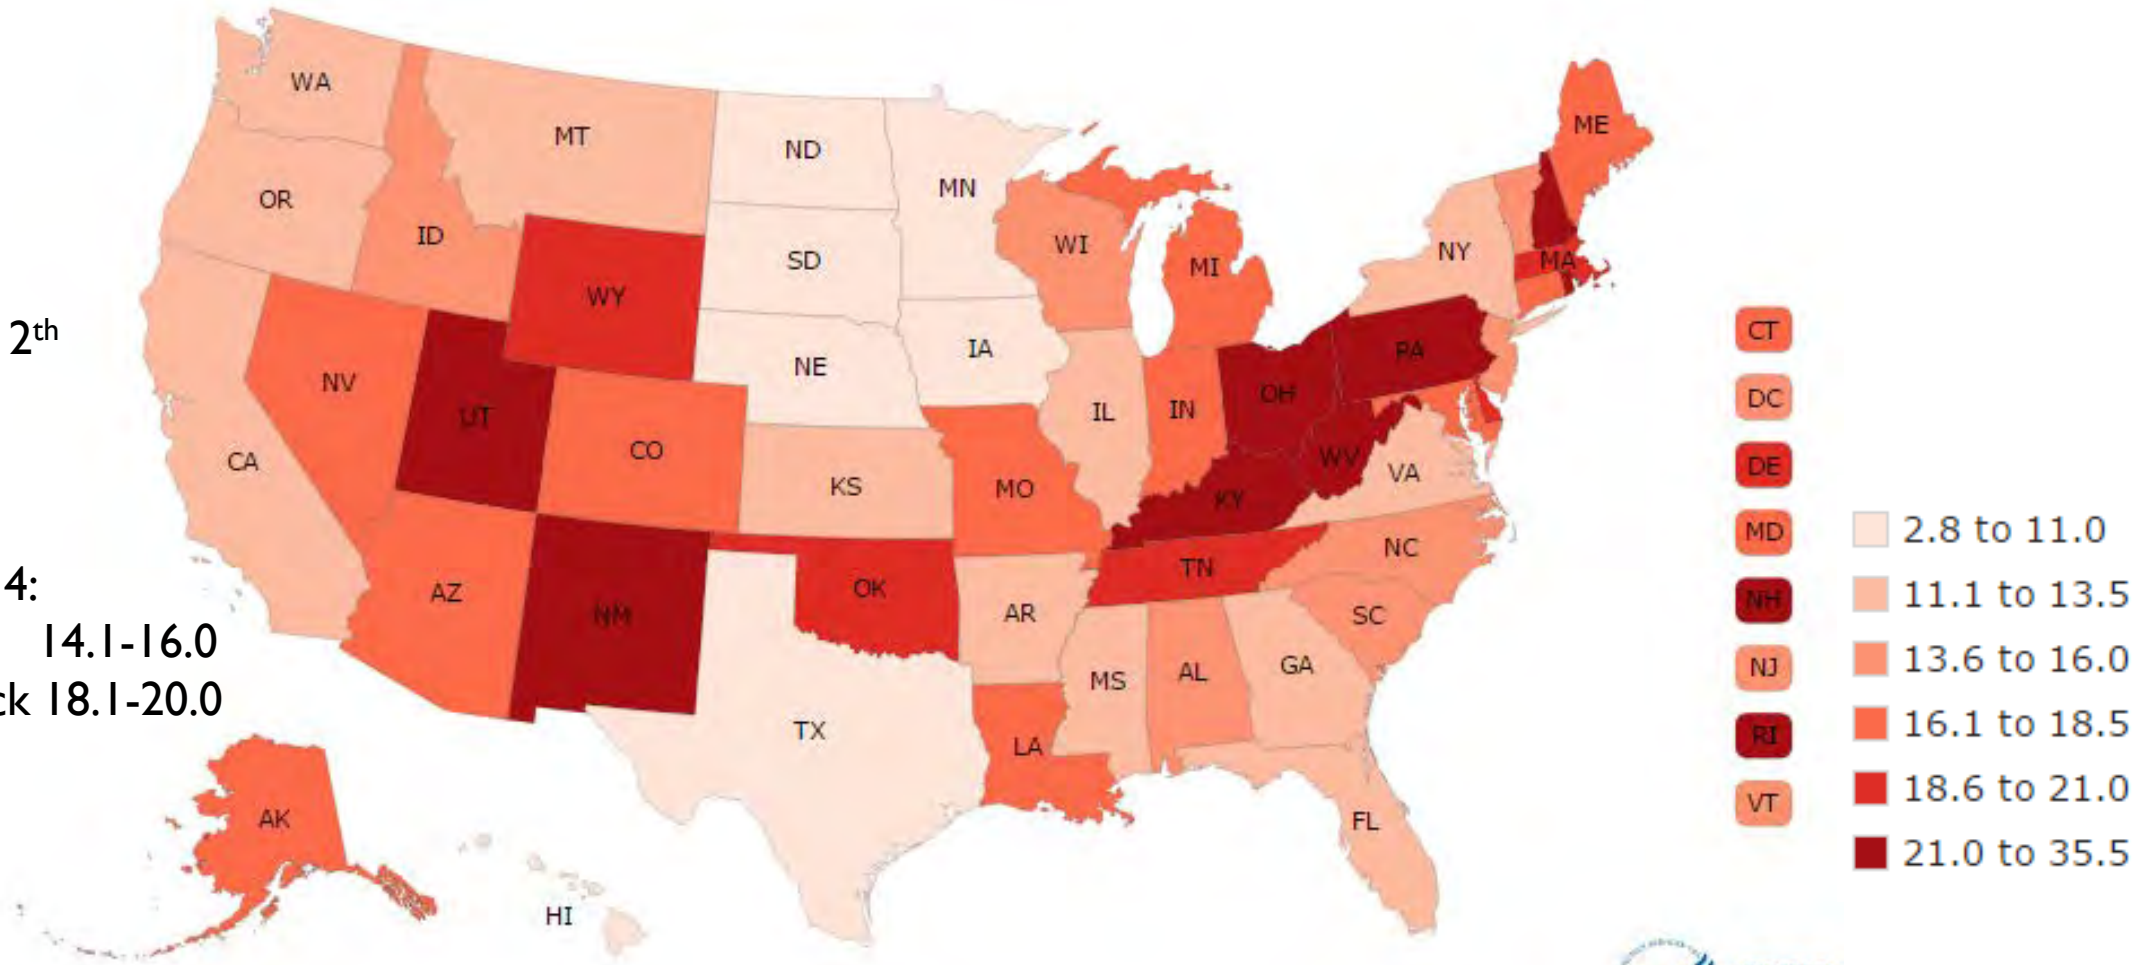 WA
MT
ND
MN
OR
ID
WY
SD
WI
MI
NY
MA
ME
NV
UT
CO
NE
IA
IL
IN
OH
PA
WV
VA
CA
KS
MO
KY
TN
NC
AZ
NM
OK
AR
SC
MS
AL
GA
TX
LA
FL
AK
HI
2th
4:
14.1-16.0
ck 18.1-20.0
CT
DC
DE
MD
NH
NJ
RI
VT
2.8 to 11.0
11.1 to 13.5
13.6 to 16.0
16.1 to 18.5
18.6 to 21.0
21.0 to 35.5